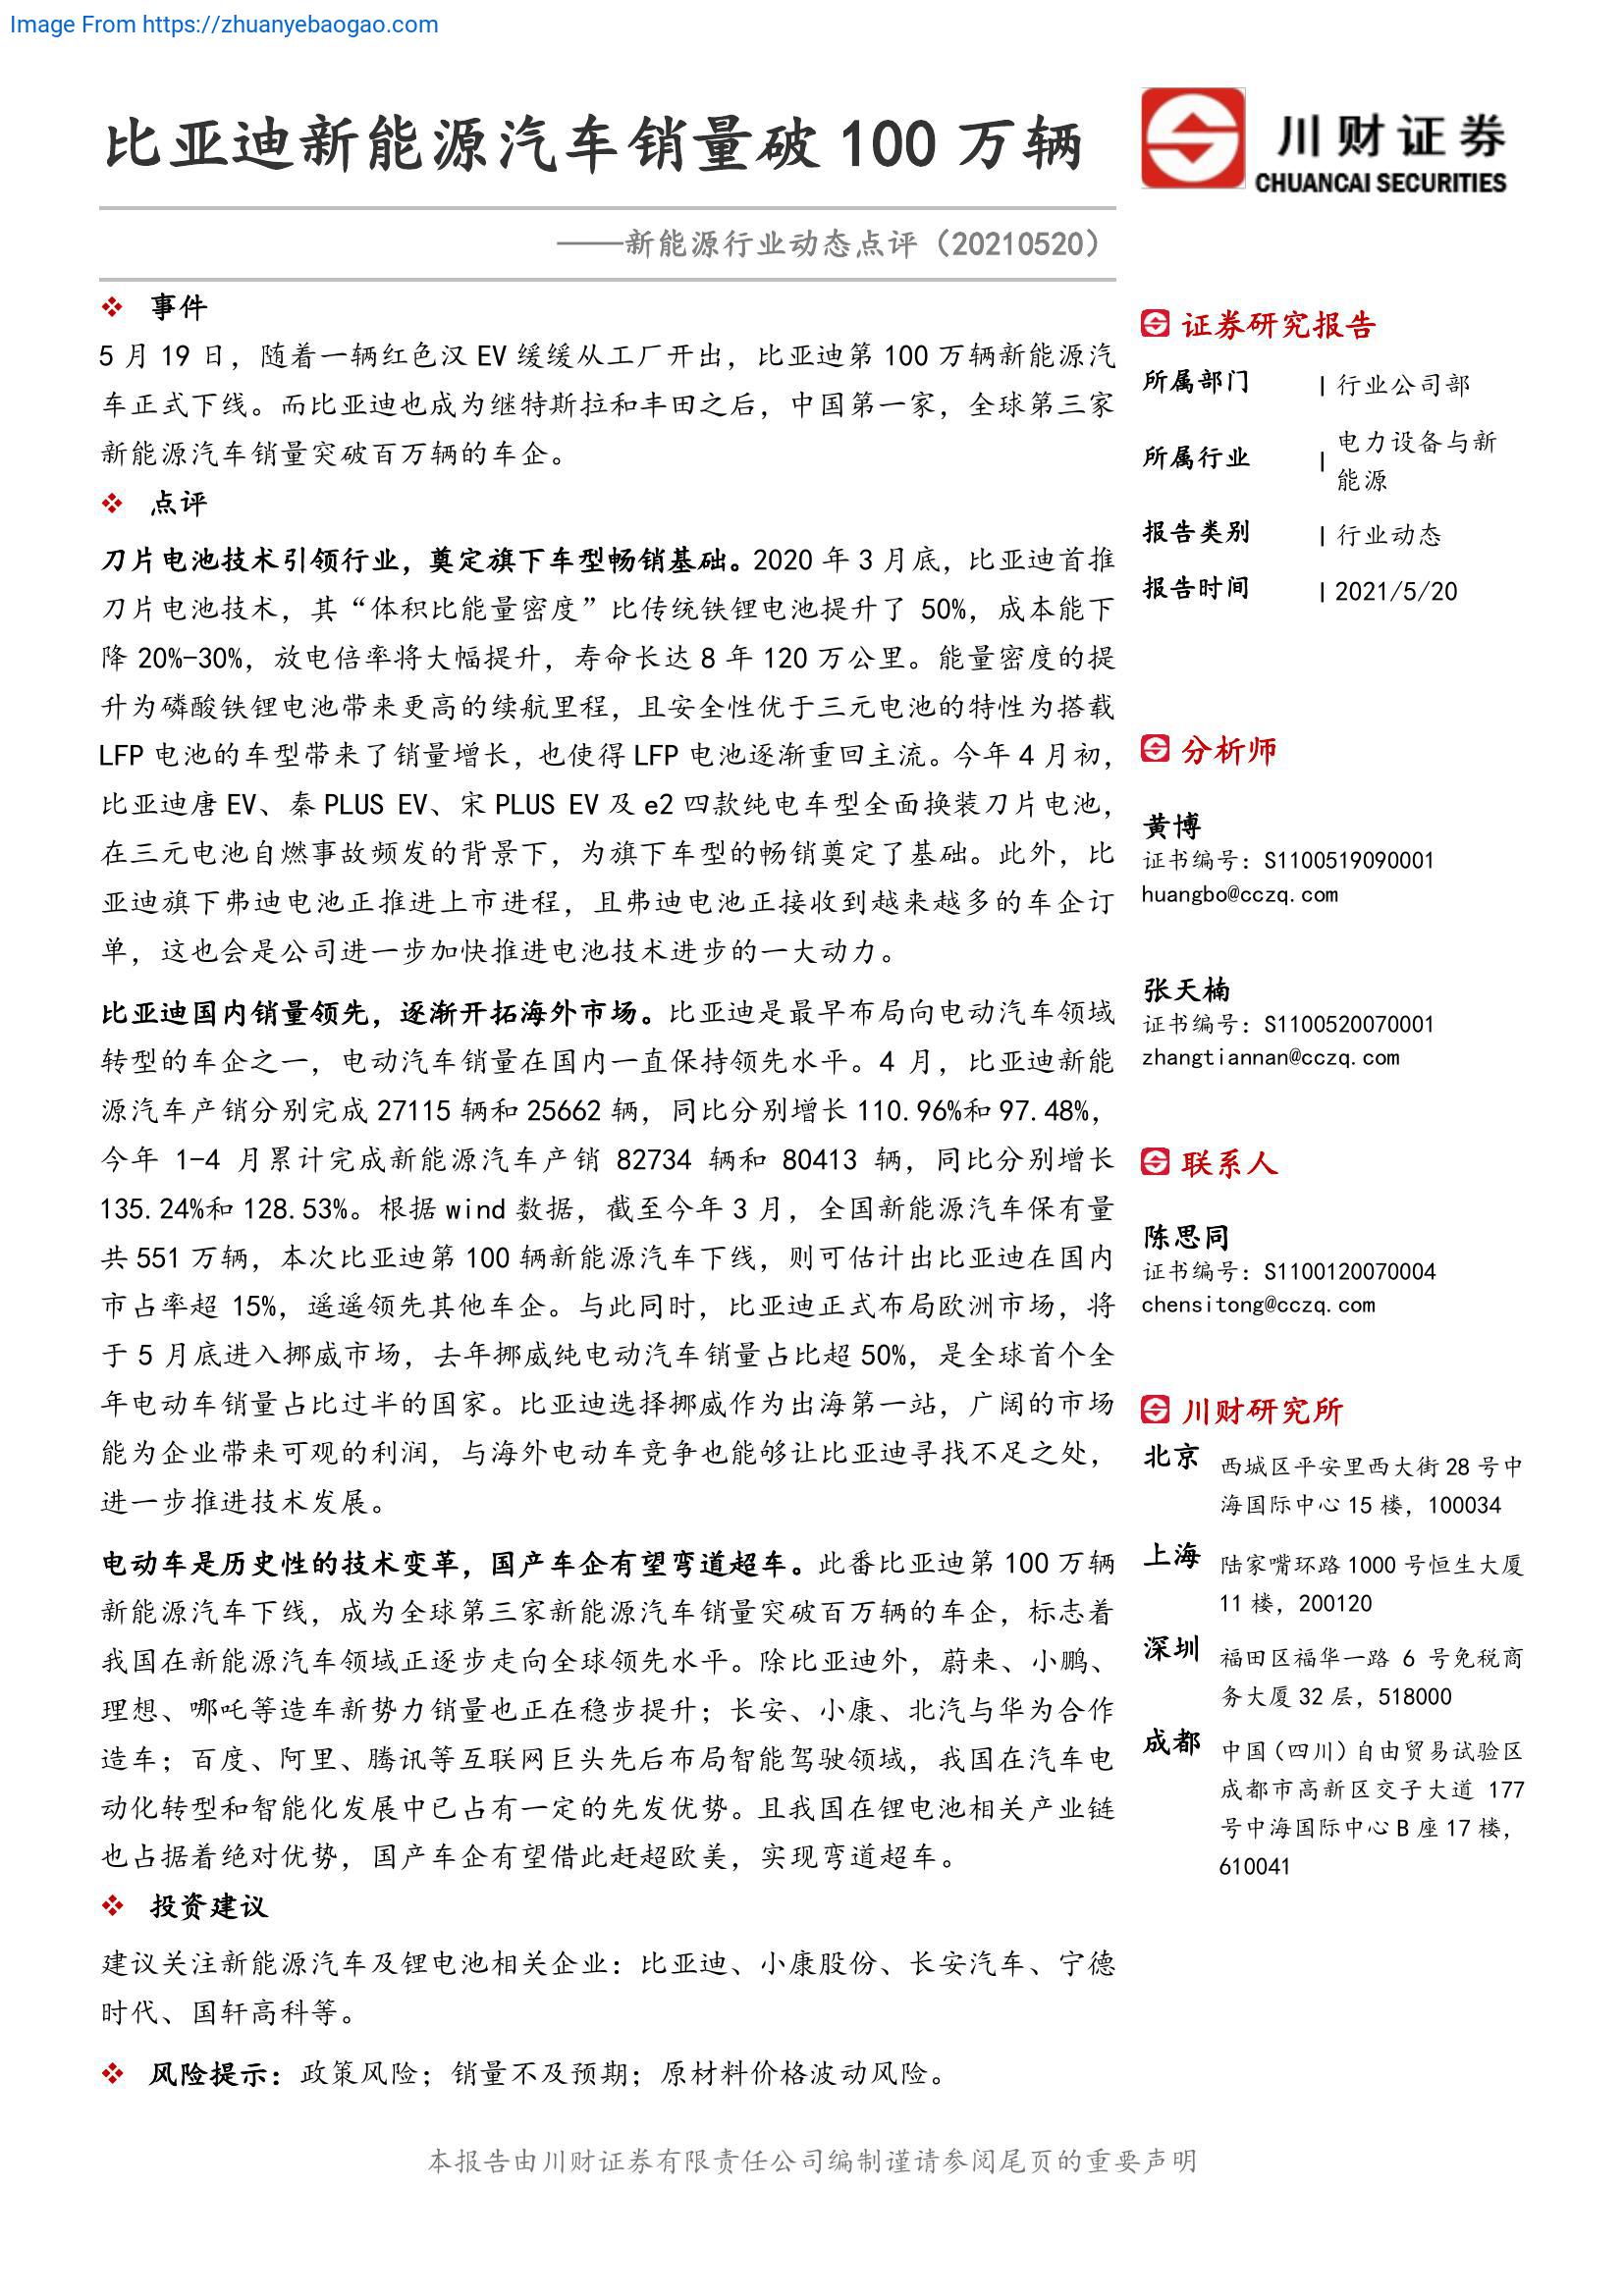 Image From https://zhuanyebaogao.com
比亚迪新能源汽车销量破 100 万辆
川财证券
CHUANCAI SECURITIES
——新能源行业动态点评（20210520）
❖ 事件
5 月 19 日，随着一辆红色汉 EV 缓缓从工厂开出，比亚迪第 100 万辆新能源汽
车正式下线。而比亚迪也成为继特斯拉和丰田之后，中国第一家，全球第三家
新能源汽车销量突破百万辆的车企。
❖ 点评
刀片电池技术引领行业，奠定旗下车型畅销基础。2020 年 3 月底，比亚迪首推
刀片电池技术，其“体积比能量密度”比传统铁锂电池提升了 50%，成本能下
降 20%-30%，放电倍率将大幅提升，寿命长达 8 年 120 万公里。能量密度的提
升为磷酸铁锂电池带来更高的续航里程，且安全性优于三元电池的特性为搭载
LFP 电池的车型带来了销量增长，也使得 LFP 电池逐渐重回主流。今年 4 月初，
比亚迪唐 EV、秦 PLUS EV、宋 PLUS EV 及 e2 四款纯电车型全面换装刀片电池，
在三元电池自燃事故频发的背景下，为旗下车型的畅销奠定了基础。此外，比
亚迪旗下弗迪电池正推进上市进程，且弗迪电池正接收到越来越多的车企订
单，这也会是公司进一步加快推进电池技术进步的一大动力。
比亚迪国内销量领先，逐渐开拓海外市场。比亚迪是最早布局向电动汽车领域
转型的车企之一，电动汽车销量在国内一直保持领先水平。4 月，比亚迪新能
源汽车产销分别完成 27115 辆和 25662 辆，同比分别增长 110.96%和 97.48%，
今年 1-4 月累计完成新能源汽车产销 82734 辆和 80413 辆，同比分别增长
135.24%和 128.53%。根据 wind 数据，截至今年 3 月，全国新能源汽车保有量
共 551 万辆，本次比亚迪第 100 辆新能源汽车下线，则可估计出比亚迪在国内
市占率超 15%，遥遥领先其他车企。与此同时，比亚迪正式布局欧洲市场，将
于 5 月底进入挪威市场，去年挪威纯电动汽车销量占比超 50%，是全球首个全
年电动车销量占比过半的国家。比亚迪选择挪威作为出海第一站，广阔的市场
能为企业带来可观的利润，与海外电动车竞争也能够让比亚迪寻找不足之处，
进一步推进技术发展。
电动车是历史性的技术变革，国产车企有望弯道超车。此番比亚迪第 100 万辆
新能源汽车下线，成为全球第三家新能源汽车销量突破百万辆的车企，标志着
我国在新能源汽车领域正逐步走向全球领先水平。除比亚迪外，蔚来、小鹏、
理想、哪吒等造车新势力销量也正在稳步提升；长安、小康、北汽与华为合作
造车；百度、阿里、腾讯等互联网巨头先后布局智能驾驶领域，我国在汽车电
动化转型和智能化发展中已占有一定的先发优势。且我国在锂电池相关产业链
也占据着绝对优势，国产车企有望借此赶超欧美，实现弯道超车。
❖ 投资建议
建议关注新能源汽车及锂电池相关企业：比亚迪、小康股份、长安汽车、宁德
时代、国轩高科等。
❖ 风险提示：政策风险；销量不及预期；原材料价格波动风险。
证券研究报告
所属部门 | 行业公司部
所属行业 | 电力设备与新
能源
报告类别 | 行业动态
报告时间 | 2021/5/20
分析师
黄博
证书编号：S1100519090001
huangbo@cczq.com
张天楠
证书编号：S1100520070001
zhangtiannan@cczq.com
联系人
陈思同
证书编号：S1100120070004
chensitong@cczq.com
川财研究所
北京 西城区平安里西大街 28 号中
海国际中心 15 楼，100034
上海 陆家嘴环路 1000 号恒生大厦
11 楼，200120
深圳 福田区福华一路 6 号免税商
务大厦 32 层，518000
成都 中国（四川）自由贸易试验区
成都市高新区交子大道 177
号中海国际中心 B 座 17 楼，
610041
本报告由川财证券有限责任公司编制谨请参阅尾页的重要声明